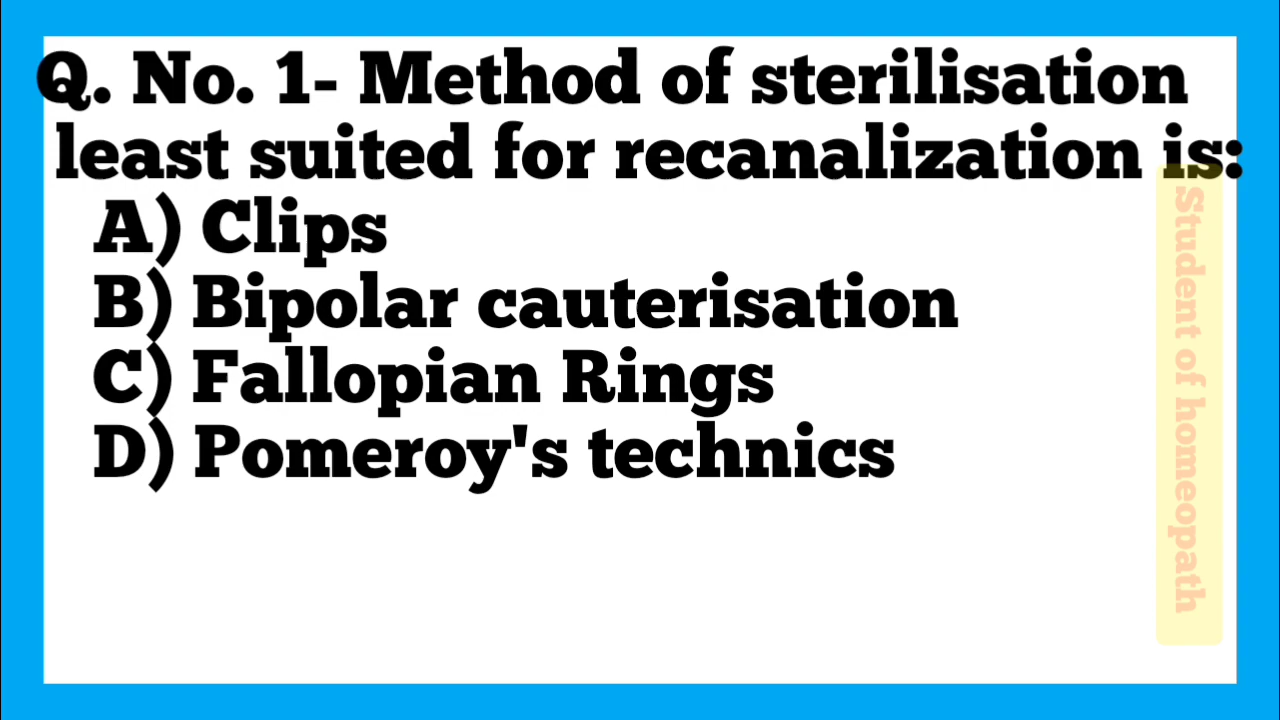 Q. No. 1- Method of sterilisation
least suited for recanalization is:
A) Clips
B) Bipolar cauterisation
C) Fallopian Rings
D) Pomeroy's technics
Student of homeopath